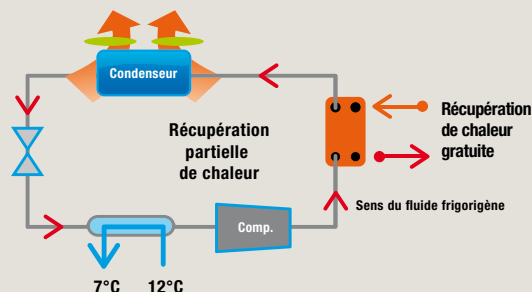 Condenseur
Récupération
partielle
de chaleur
Récupération
de chaleur
gratuite
Sens du fluide frigorigène
Comp.
7°C 12°C